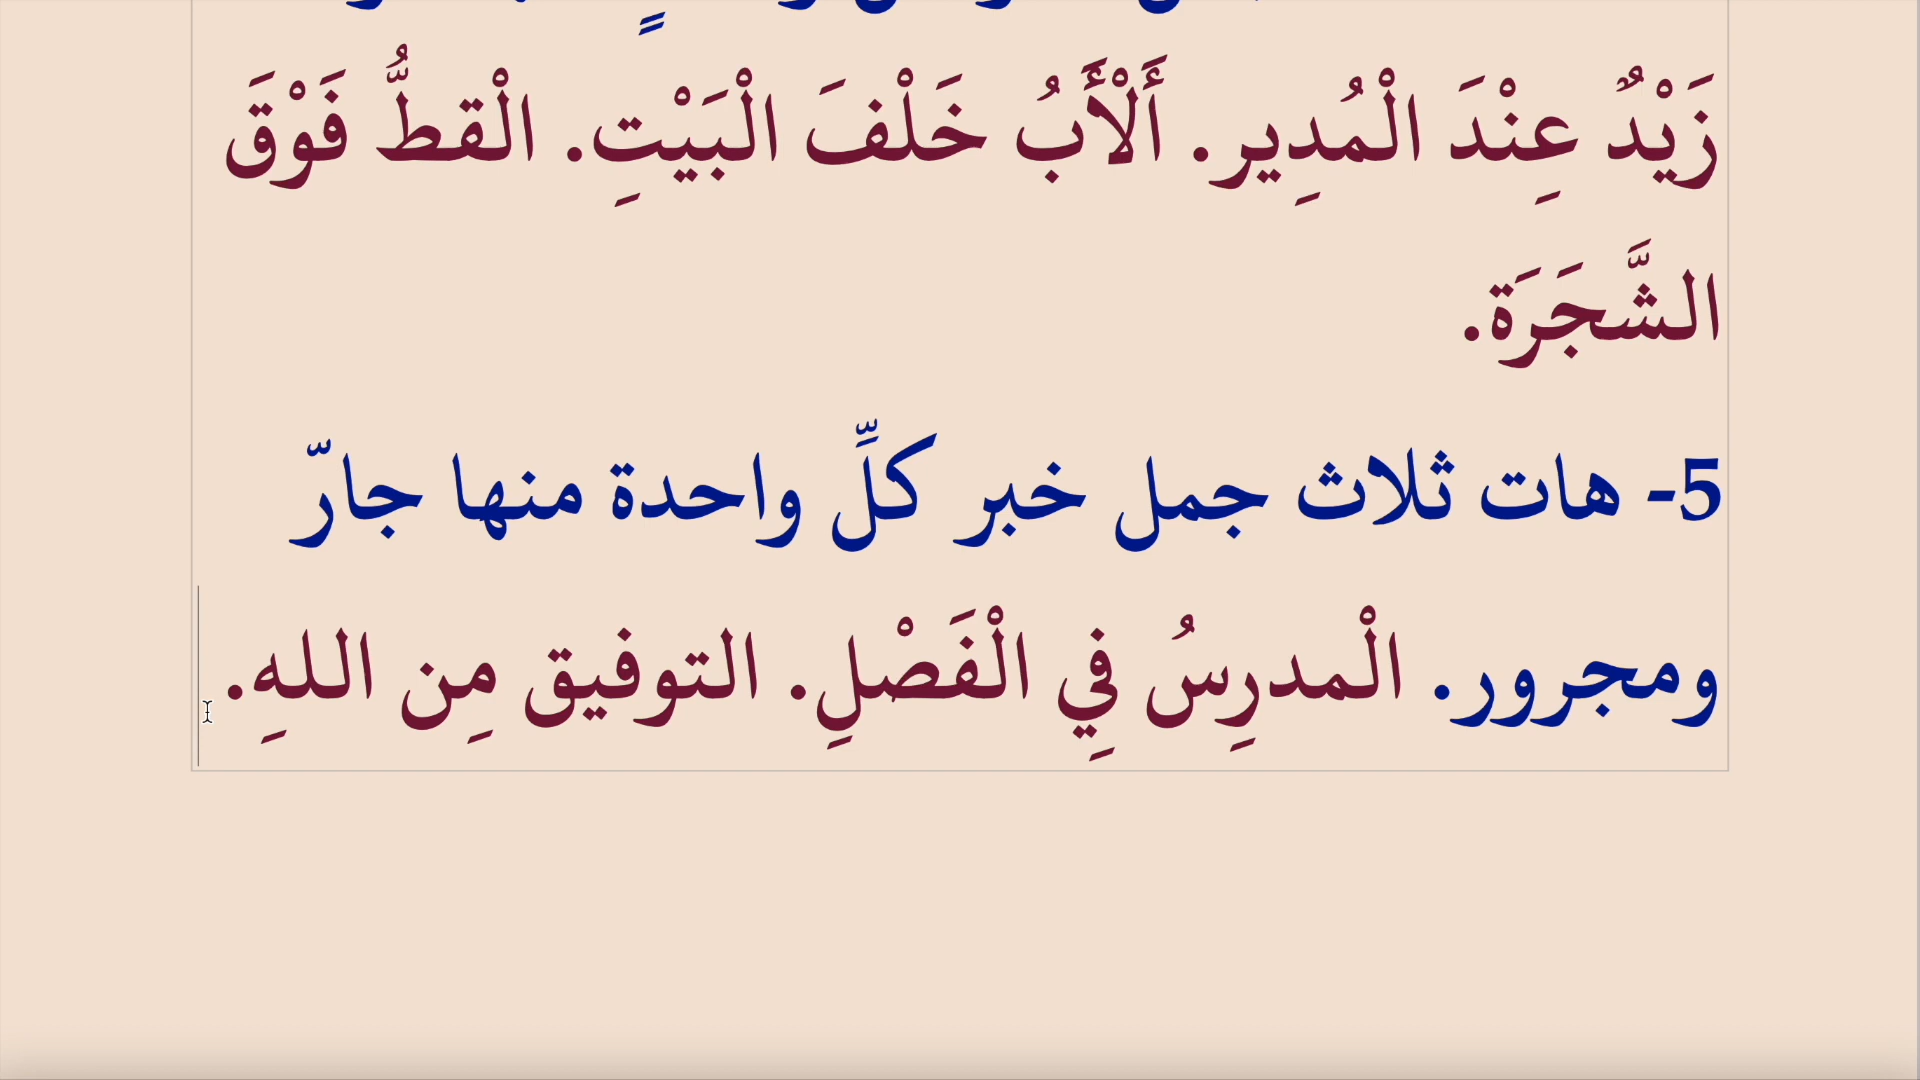 زَيْدٌ عِنْدَ الْمُدِير. أَلْأَبُ خَلْفَ الْبَيْتِ. الْقطُّ فَوْقَ
الشَّجَرَة.
5- هات ثلاث جمل خبر كلِّ واحدة منها جارّ
ومجرور. الْمدرِسُ فِي الْفَصْلِ. التوفيق مِن اللهِ.